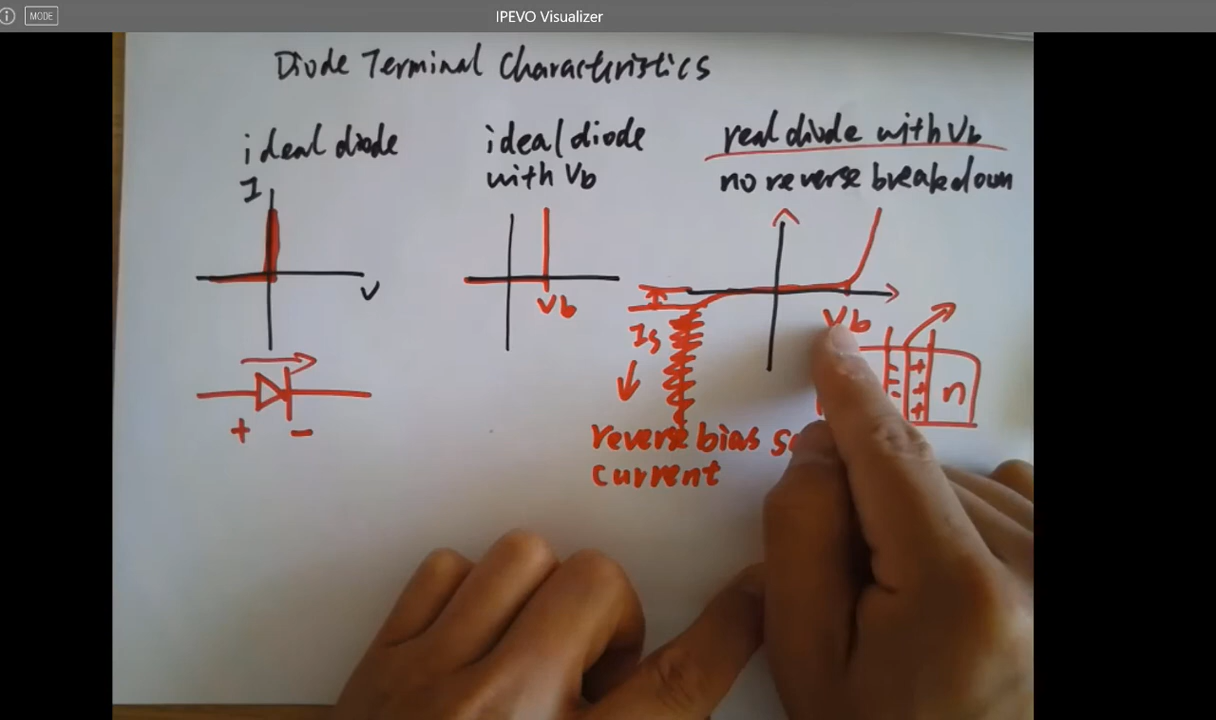 MODE
IPEVO Visualizer
Diode Terminal Characteristics
ideal diode
I
V
+ -
ideal diode
with Vb
Vb
real diode with Vb
no reverse breakdown
Vb
Is
- +
- +
- +
n
reverse bias
current